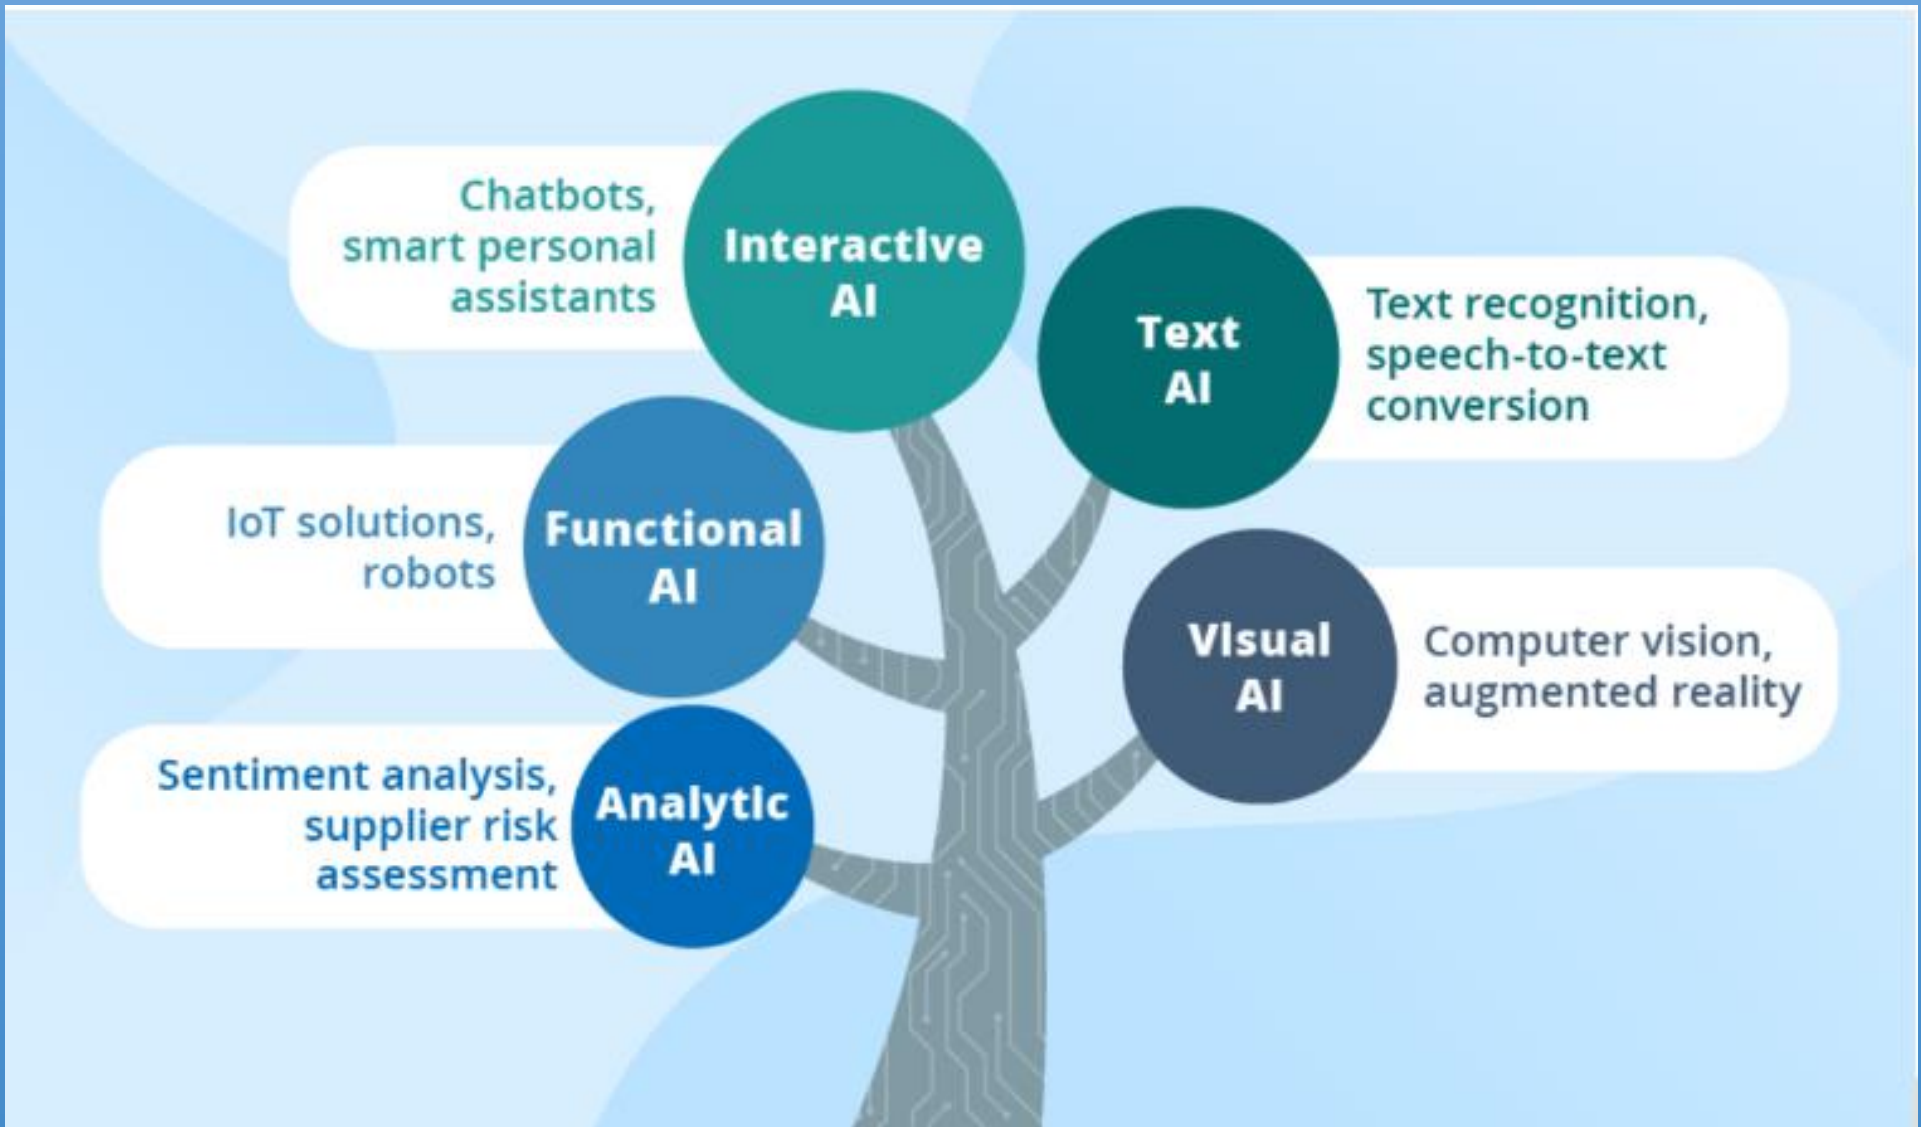 Chatbots,
smart personal
assistants
Interactive
AI
Text
AI
Text recognition,
speech-to-text
conversion
IoT solutions,
robots
Functional
AI
Visual
AI
Computer vision,
augmented reality
Sentiment analysis,
supplier risk
assessment
Analytic
AI